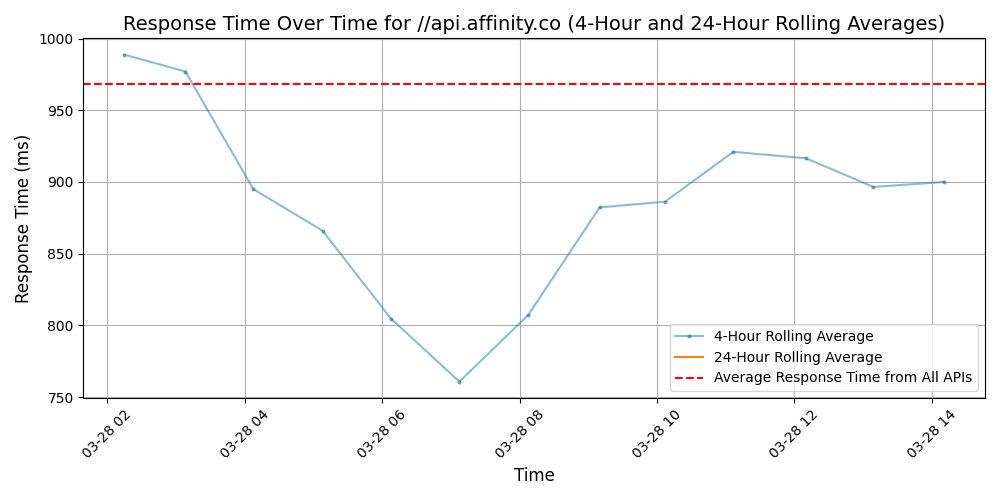 Response Time Over Time for //api.affinity.co (4-Hour and 24-Hour Rolling Averages)
1000
950
900
850
800
750
Response Time (ms)
4-Hour Rolling Average
24-Hour Rolling Average
Average Response Time from All APIs
03-28 02
03-28 04
03-28 06
03-28 08
03-28 10
03-28 12
03-28 14
Time